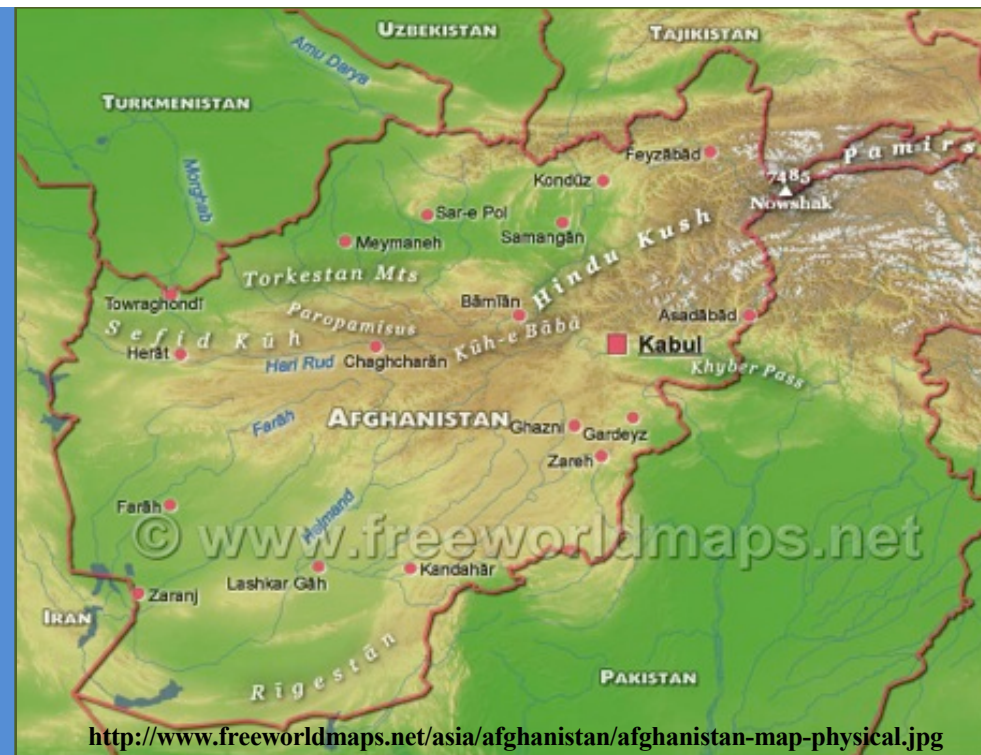 UZBEKISTAN
TAJIKISTAN
Amu Darya
TURKMENISTAN
Morghab
Feyzābād
Pamirs
7485
Nowshak
Kondūz
Sar-e Pol
Samangān
Meymaneh
Hindu Kush
Torkestan Mts
Towraghondī
Bāmīān
Asadābād
Paropamisus
Sefid Kūh
Kūh-e Bābā
Kabul
Herāt
Hari Rud
Chaghcharān
Khyber Pass
AFGHANISTAN
Farāh
Ghazni
Gardeyz
Zareh
Farāh
Helmand
© www.freeworldmaps.net
Lashkar Gāh
Kandahār
Zaranj
IRAN
Rīgestān
PAKISTAN
http://www.freeworldmaps.net/asia/afghanistan/afghanistan-map-physical.jpg